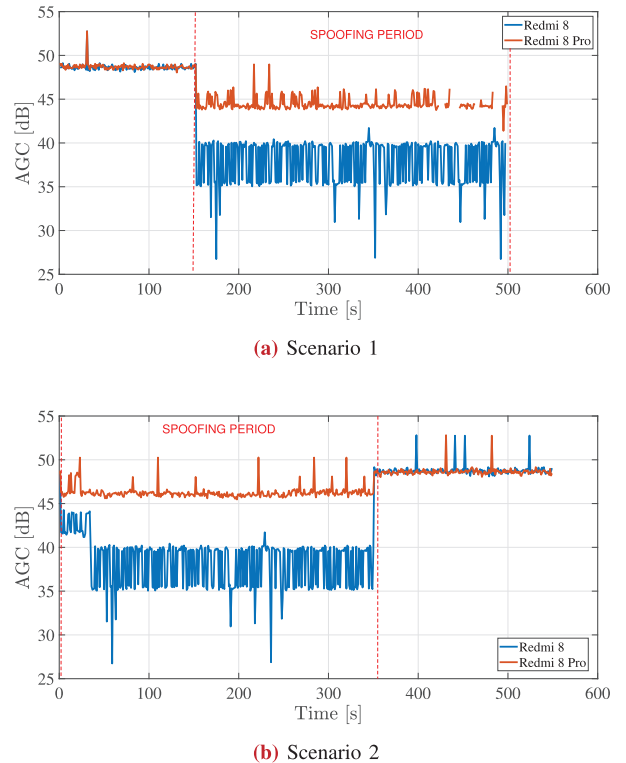 55
50
45
40
35
30
25
AGC [dB]
SPOOFING PERIOD
Redmi 8
Redmi 8 Pro
0 100 200 300 400 500 600
Time [s]
(a) Scenario 1
55
50
45
40
35
30
25
AGC [dB]
SPOOFING PERIOD
Redmi 8
Redmi 8 Pro
0 100 200 300 400 500 600
Time [s]
(b) Scenario 2